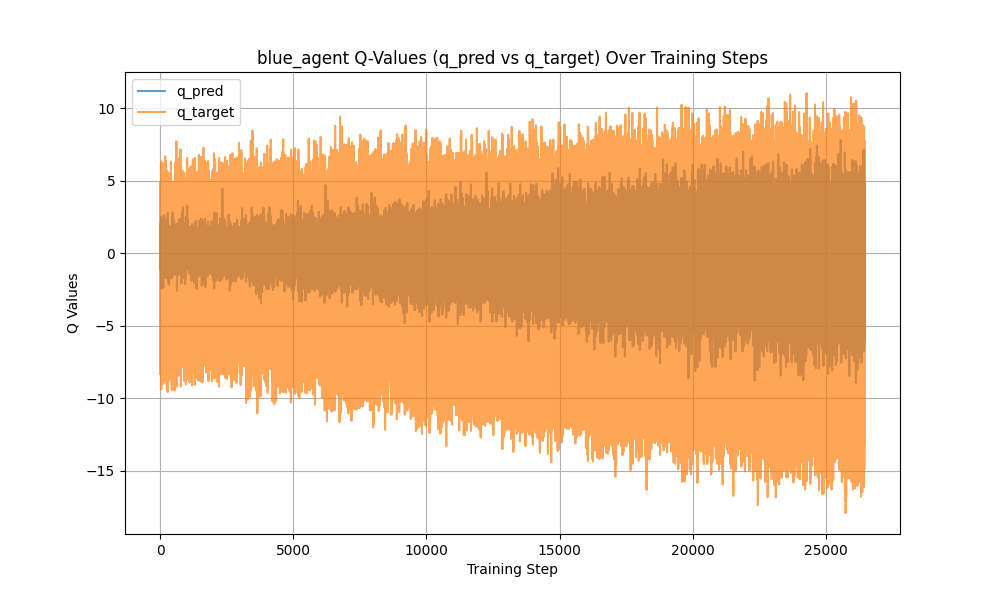 blue_agent Q-Values (q_pred vs q_target) Over Training Steps
q_pred
q_target
10
5
0
−5
−10
−15
Q Values
0 5000 10000 15000 20000 25000
Training Step